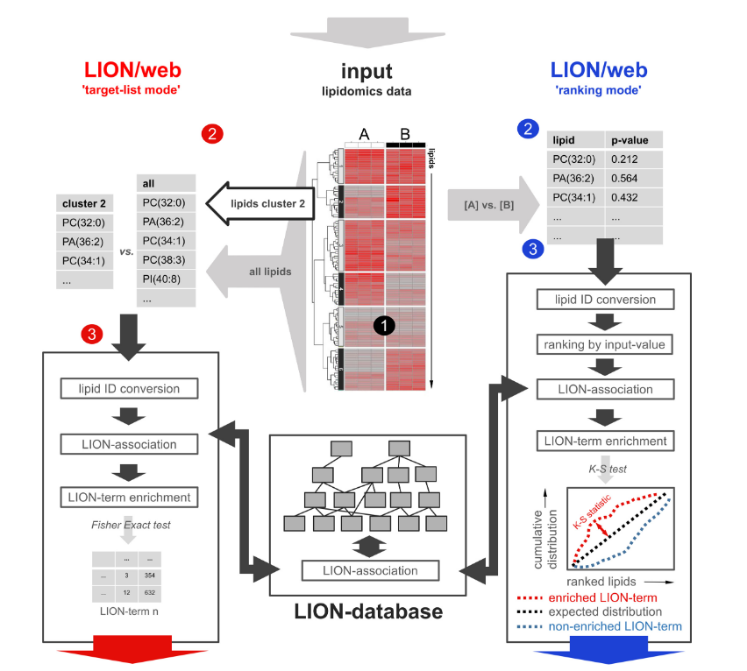 LION/web
'target-list mode'
input
lipidomics data
LION/web
'ranking mode'
2
A
B
lipids
2
lipid p-value
PC(32:0) 0.212
PA(36:2) 0.564
PC(34:1) 0.432
... ...
... ...
cluster 2
PC(32:0)
PA(36:2)
PC(34:1)
...
vs.
all
PC(32:0)
PA(36:2)
PC(34:1)
PC(38:3)
PI(40:8)
...
lipids cluster 2
all lipids
[A] vs. [B]
1
3
lipid ID conversion
LION-association
LION-term enrichment
Fisher Exact test
... ...
... 3 354
... 12 632
LION-term n
LION-association
LION-database
3
lipid ID conversion
ranking by input-value
LION-association
LION-term enrichment
K-S test
K-S statistic
cumulative
distribution
ranked lipids
enriched LION-term
expected distribution
non-enriched LION-term